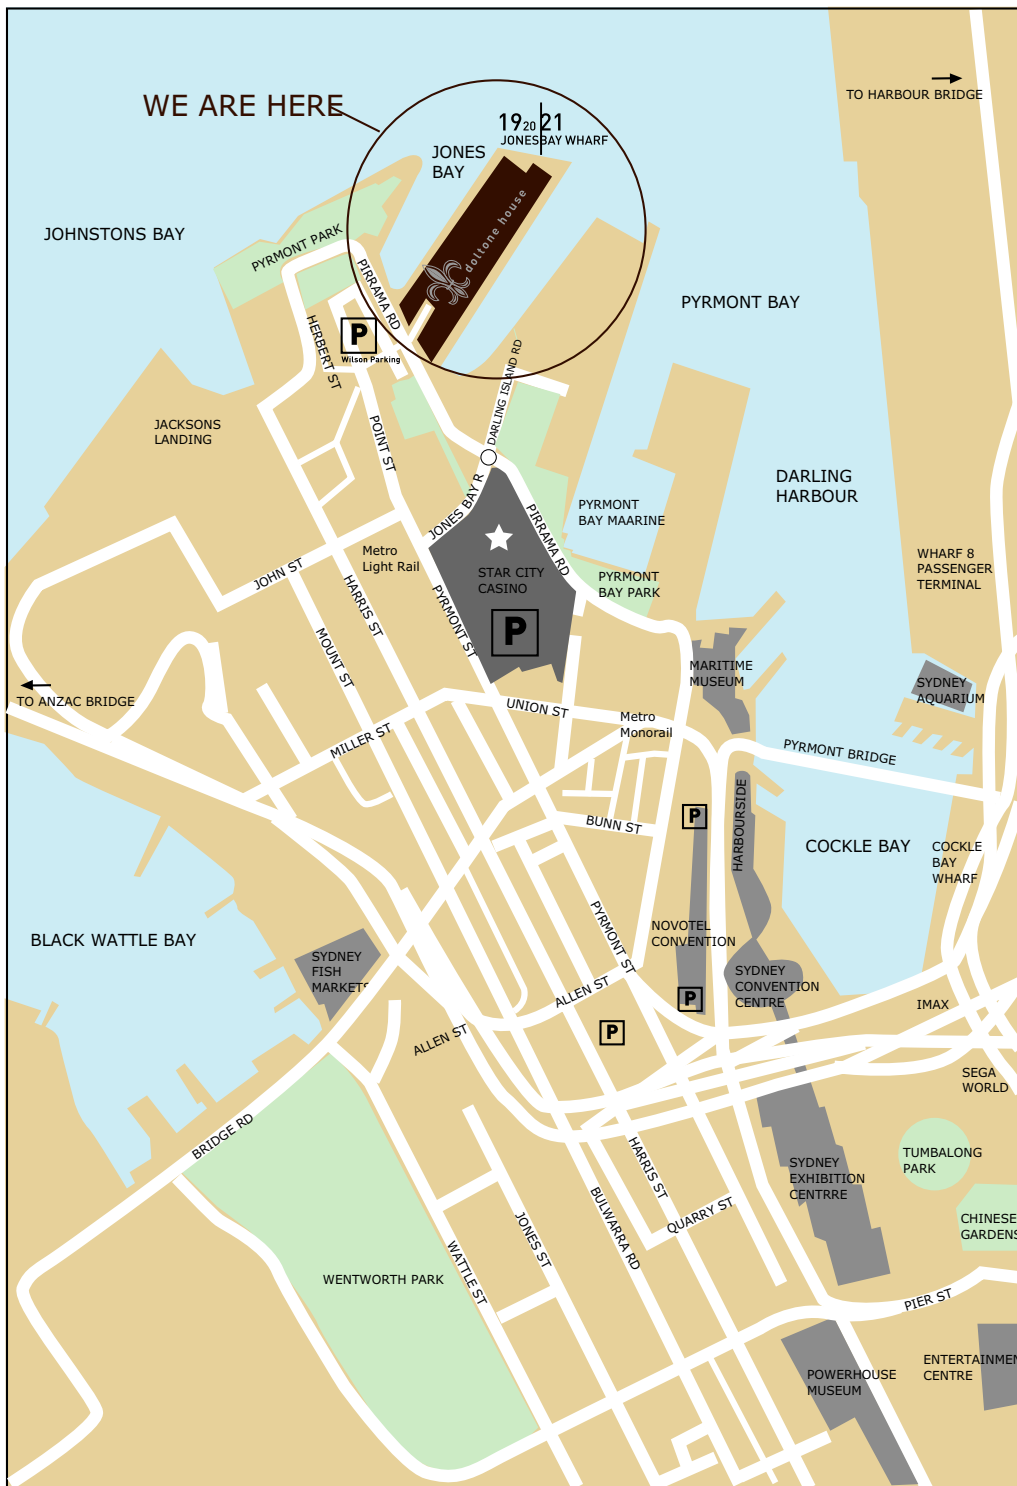 TO HARBOUR BRIDGE
WE ARE HERE
19 20 21
JONESBAY WHARF
JONES
BAY
doltone house
JOHNSTONS BAY
PYRMONT PARK
PIRRAMA RD
PYRMONT BAY
HERBERT ST
P
Wilson Parking
DARLING ISLAND RD
JACKSONS
LANDING
POINT ST
DARLING
HARBOUR
JONES BAY R
PIRRAMA RD
PYRMONT
BAY MAARINE
Metro
Light Rail
JOHN ST
HARRIS ST
STAR CITY
CASINO
P
PYRMONT
BAY PARK
WHARF 8
PASSENGER
TERMINAL
PYRMONT ST
MOUNT ST
MARITIME
MUSEUM
SYDNEY
AQUARIUM
TO ANZAC BRIDGE
UNION ST
Metro
Monorail
MILLER ST
PYRMONT BRIDGE
HARBOURSIDE
P
BUNN ST
COCKLE BAY
COCKLE
BAY
WHARF
BLACK WATTLE BAY
PYRMONT ST
NOVOTEL
CONVENTION
SYDNEY
FISH
MARKETS
SYDNEY
CONVENTION
CENTRE
ALLEN ST
P
IMAX
ALLEN ST
P
SEGA
WORLD
BRIDGE RD
HARRIS ST
SYDNEY
EXHIBITION
CENTRRE
TUMBALONG
PARK
BULWARRA RD
QUARRY ST
CHINESE
GARDENS
JONES ST
WATTLE ST
WENTWORTH PARK
PIER ST
POWERHOUSE
MUSEUM
ENTERTAINMEN
CENTRE